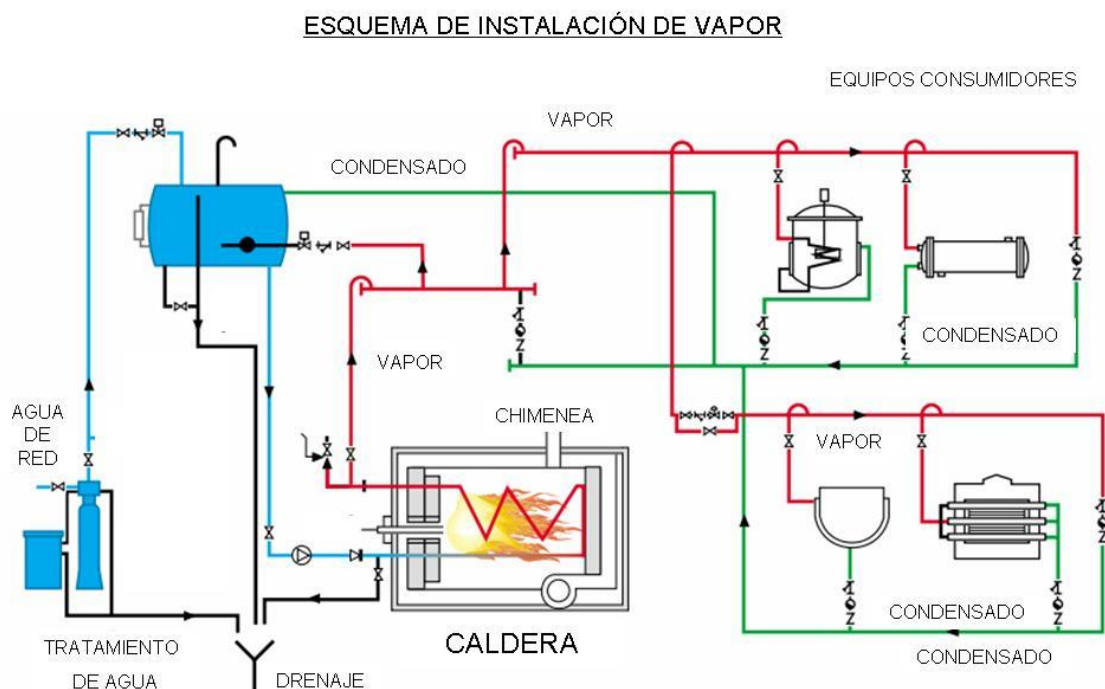 ESQUEMA DE INSTALACIÓN DE VAPOR
EQUIPOS CONSUMIDORES
VAPOR
CONDENSADO
CONDENSADO
VAPOR
AGUA
DE
RED
CHIMENEA
VAPOR
CONDENSADO
CALDERA
CONDENSADO
TRATAMIENTO
DE AGUA
DRENAJE